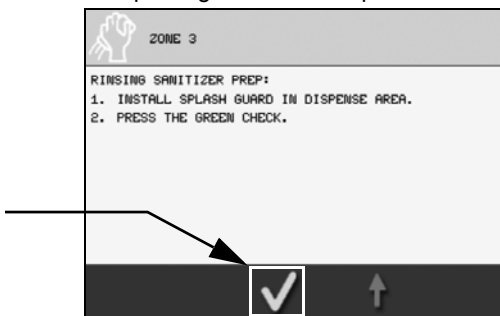 ZONE 3
RINSING SANITIZER PREP:
1. INSTALL SPLASH GUARD IN DISPENSE AREA.
2. PRESS THE GREEN CHECK.